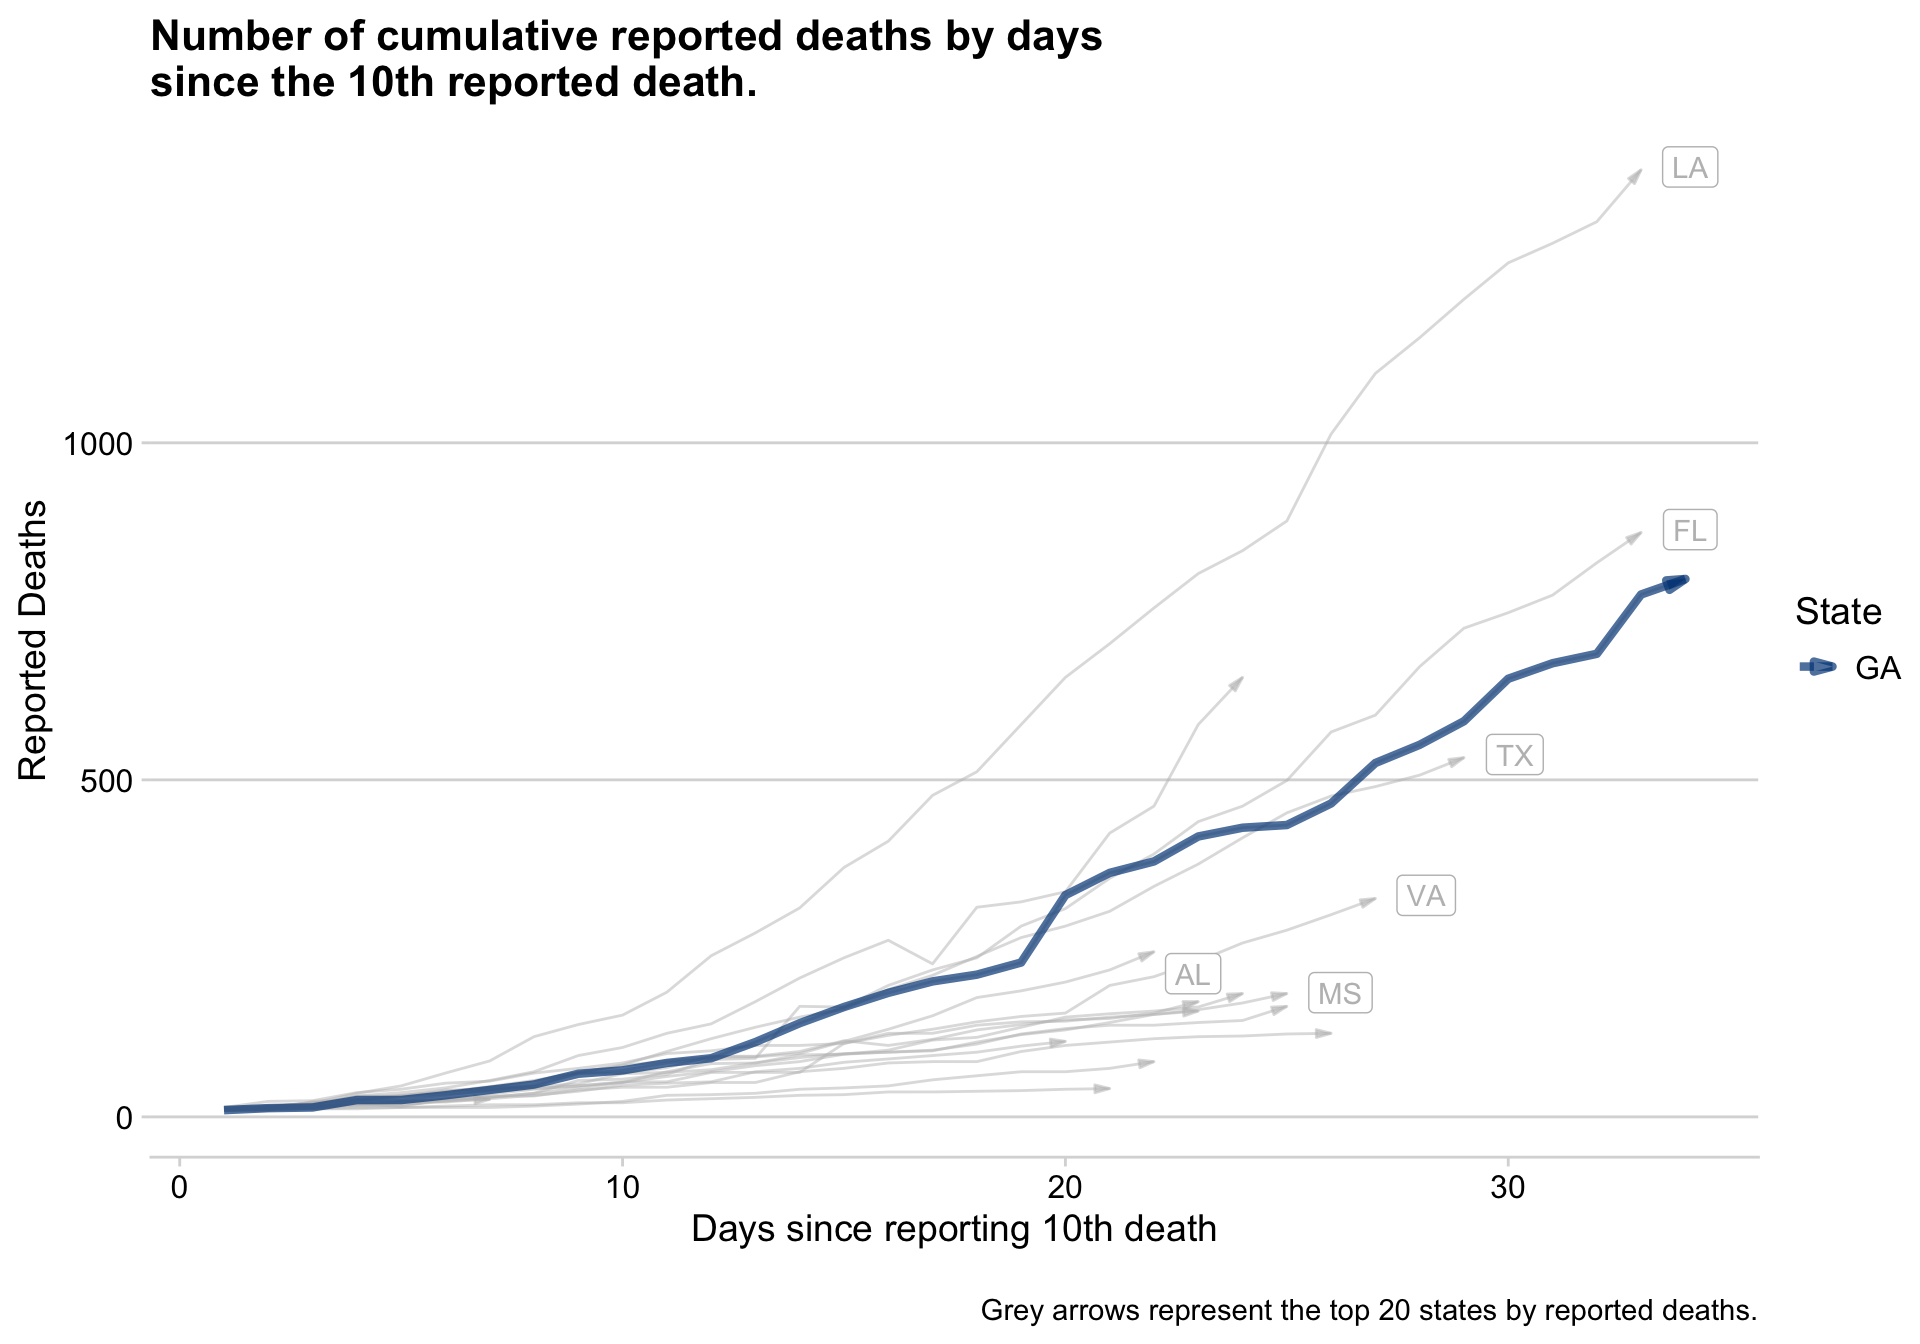 Number of cumulative reported deaths by days
since the 10th reported death.
LA
1000
FL
Reported Deaths
State
GA
TX
500
VA
AL
MS
0
0 10 20 30
Days since reporting 10th death
Grey arrows represent the top 20 states by reported deaths.